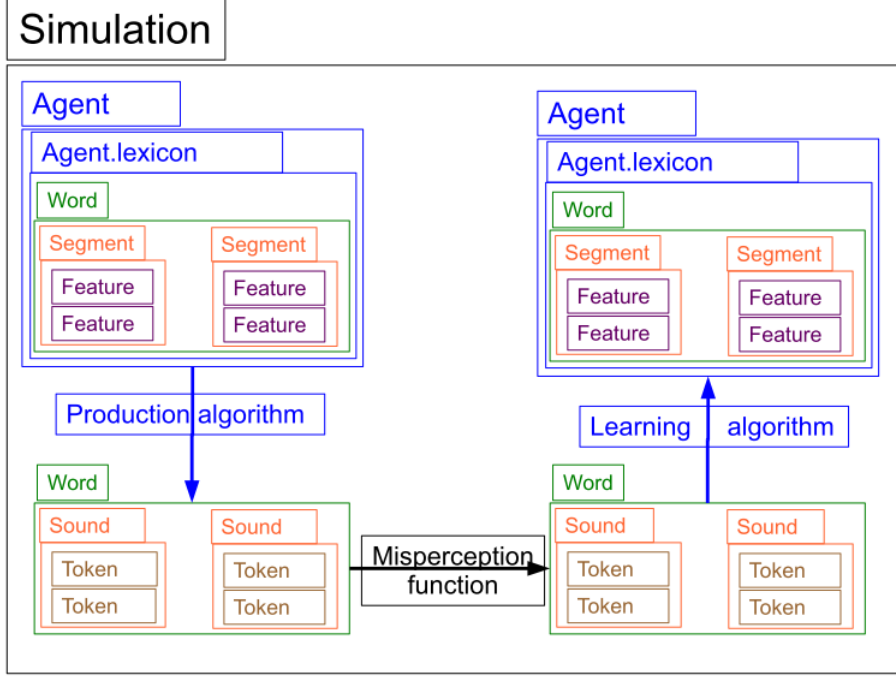 Simulation
Agent
Agent.lexicon
Word
Segment Segment
Feature Feature
Feature Feature
Production algorithm
Word
Sound Sound
Token Token
Token Token
Misperception
function
Agent
Agent.lexicon
Word
Segment Segment
Feature Feature
Feature Feature
Learning algorithm
Word
Sound Sound
Token Token
Token Token